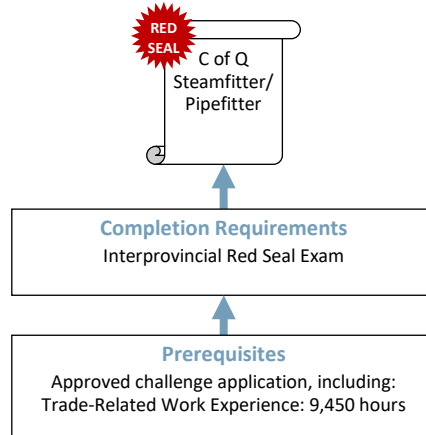 RED
SEAL
C of Q
Steamfitter/
Pipefitter
Completion Requirements
Interprovincial Red Seal Exam
Prerequisites
Approved challenge application, including:
Trade-Related Work Experience: 9,450 hours